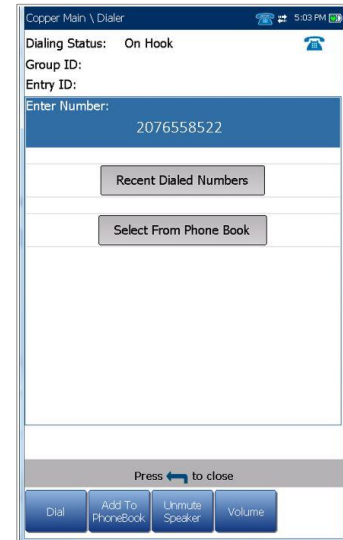 Copper Main \ Dialer 5:03 PM
Dialing Status: On Hook
Group ID:
Entry ID:
Enter Number:
2076558522
Recent Dialed Numbers
Select From Phone Book
Press to close
Dial
Add To
PhoneBook
Unmute
Speaker
Volume